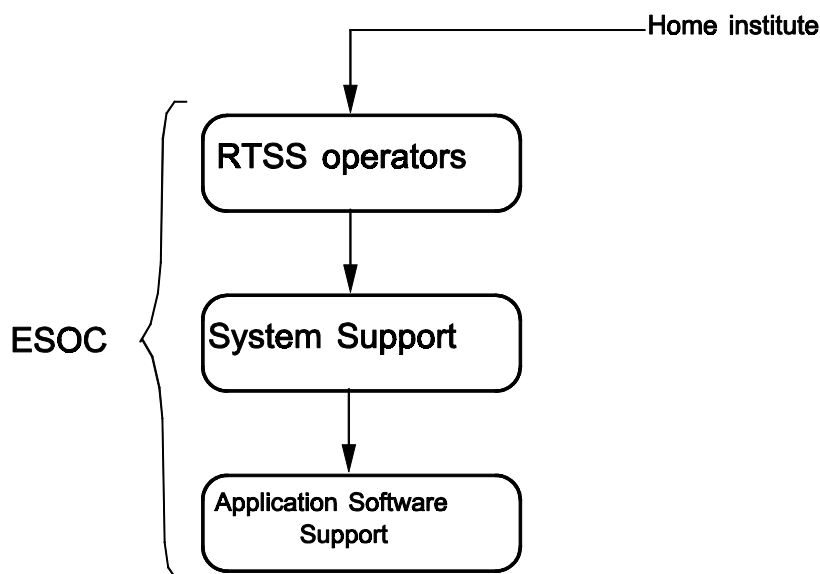 Home institute
RTSS operators
System Support
ESOC
Application Software
Support